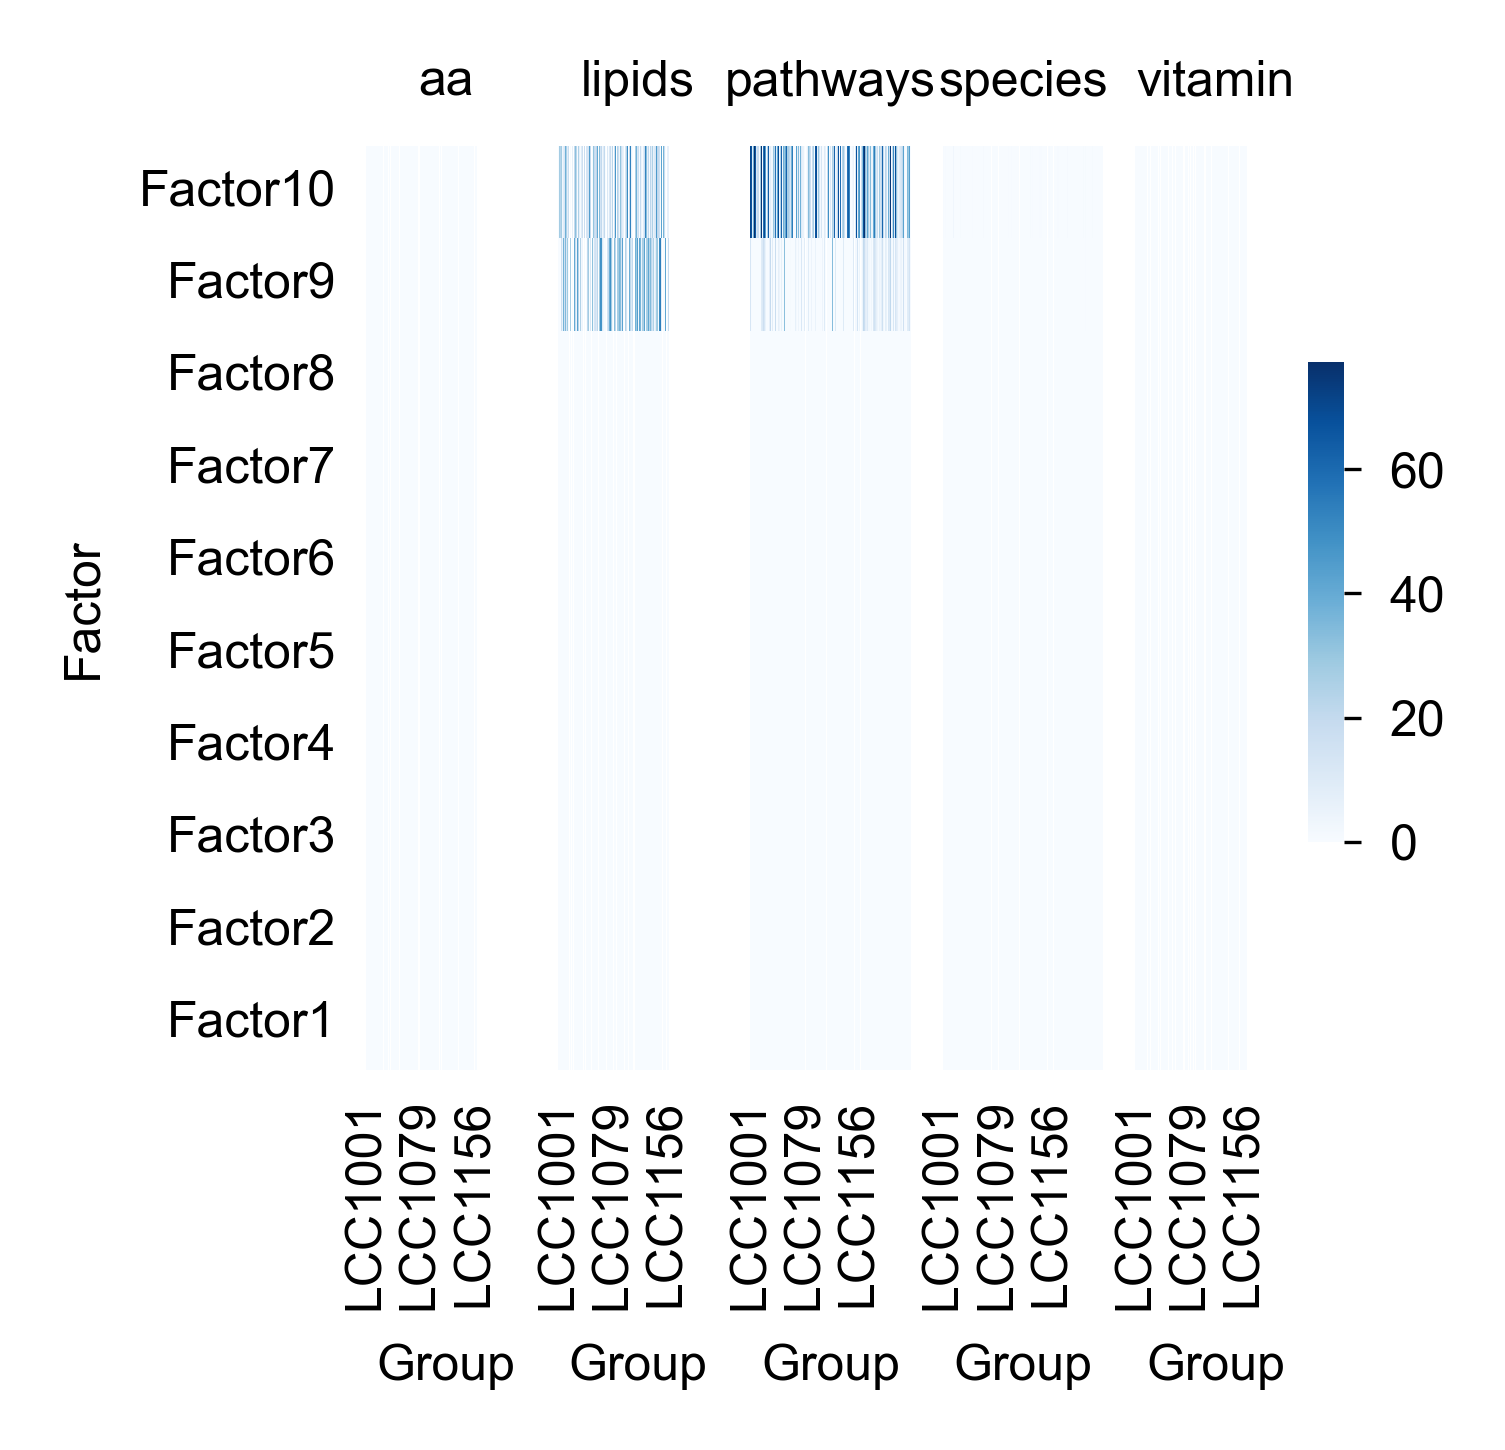 aa lipids pathways species vitamin
Factor10
Factor9
Factor8
Factor7
Factor6
Factor5
Factor4
Factor3
Factor2
Factor1
Factor
60
40
20
0
LCC1001 LCC1079 LCC1156 LCC1001 LCC1079 LCC1156 LCC1001 LCC1079 LCC1156 LCC1001 LCC1079 LCC1156 LCC1001 LCC1079 LCC1156
Group Group Group Group Group